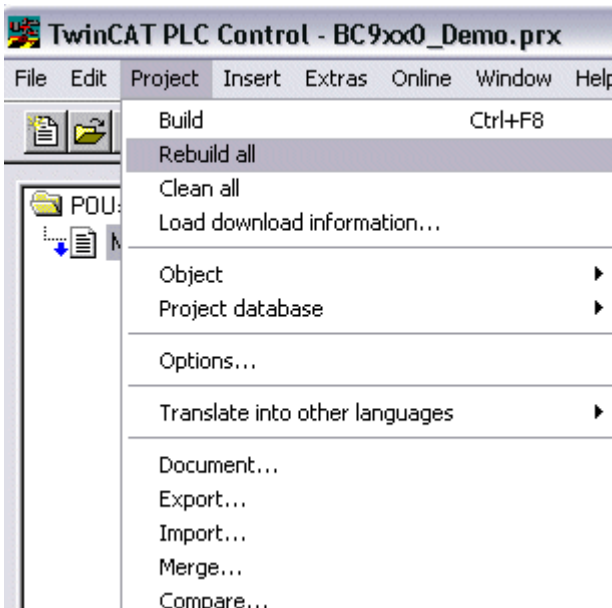 TwinCAT PLC Control - BC9xx0_Demo.prx
File Edit Project Insert Extras Online Window Help
Build Ctrl+F8
Rebuild all
Clean all
Load download information...
Object
Project database
Options...
Translate into other languages
Document...
Export...
Import...
Merge...
Compare...
POU